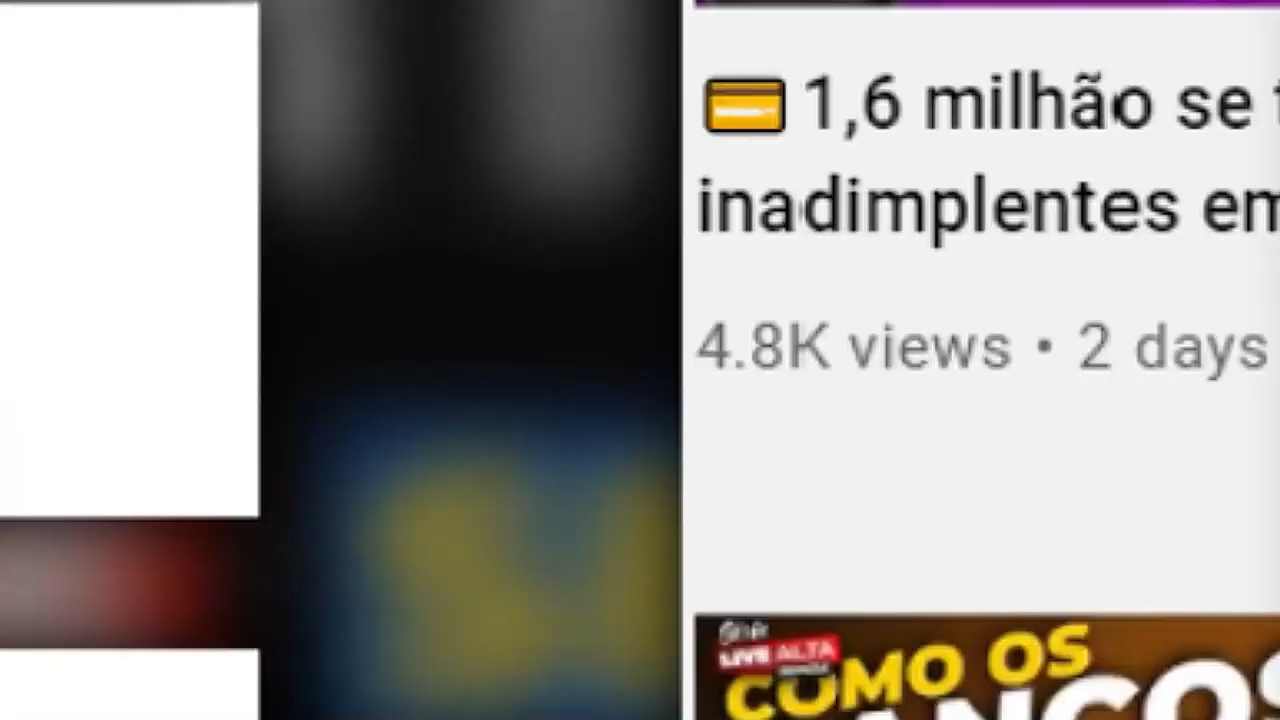 1,6 milhão se
inadimplentes em
4.8K views • 2 days
LIVE ALTA
COMO OS